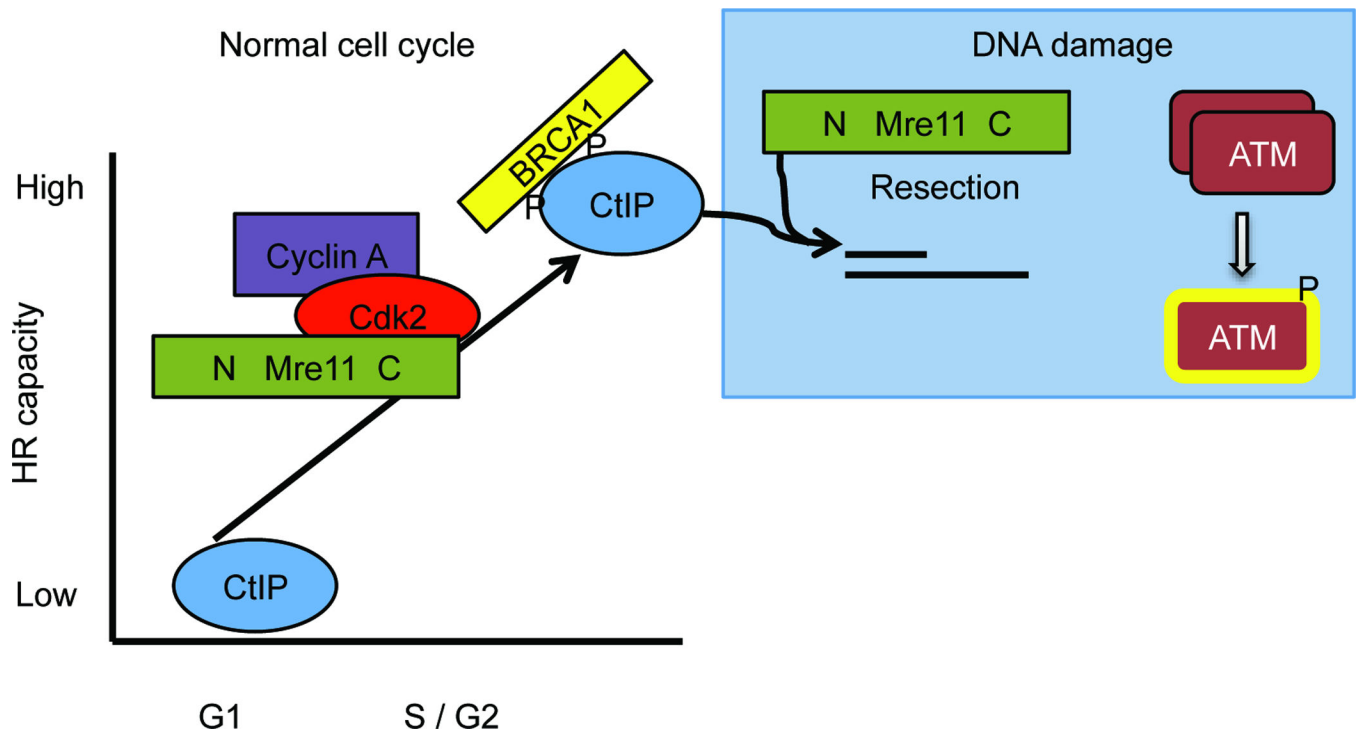 Normal cell cycle
DNA damage
BRCA1
P
P
CtIP
N Mre11 C
Resection
ATM
P
ATM
High
HR capacity
Low
Cyclin A
Cdk2
N Mre11 C
CtIP
G1
S / G2